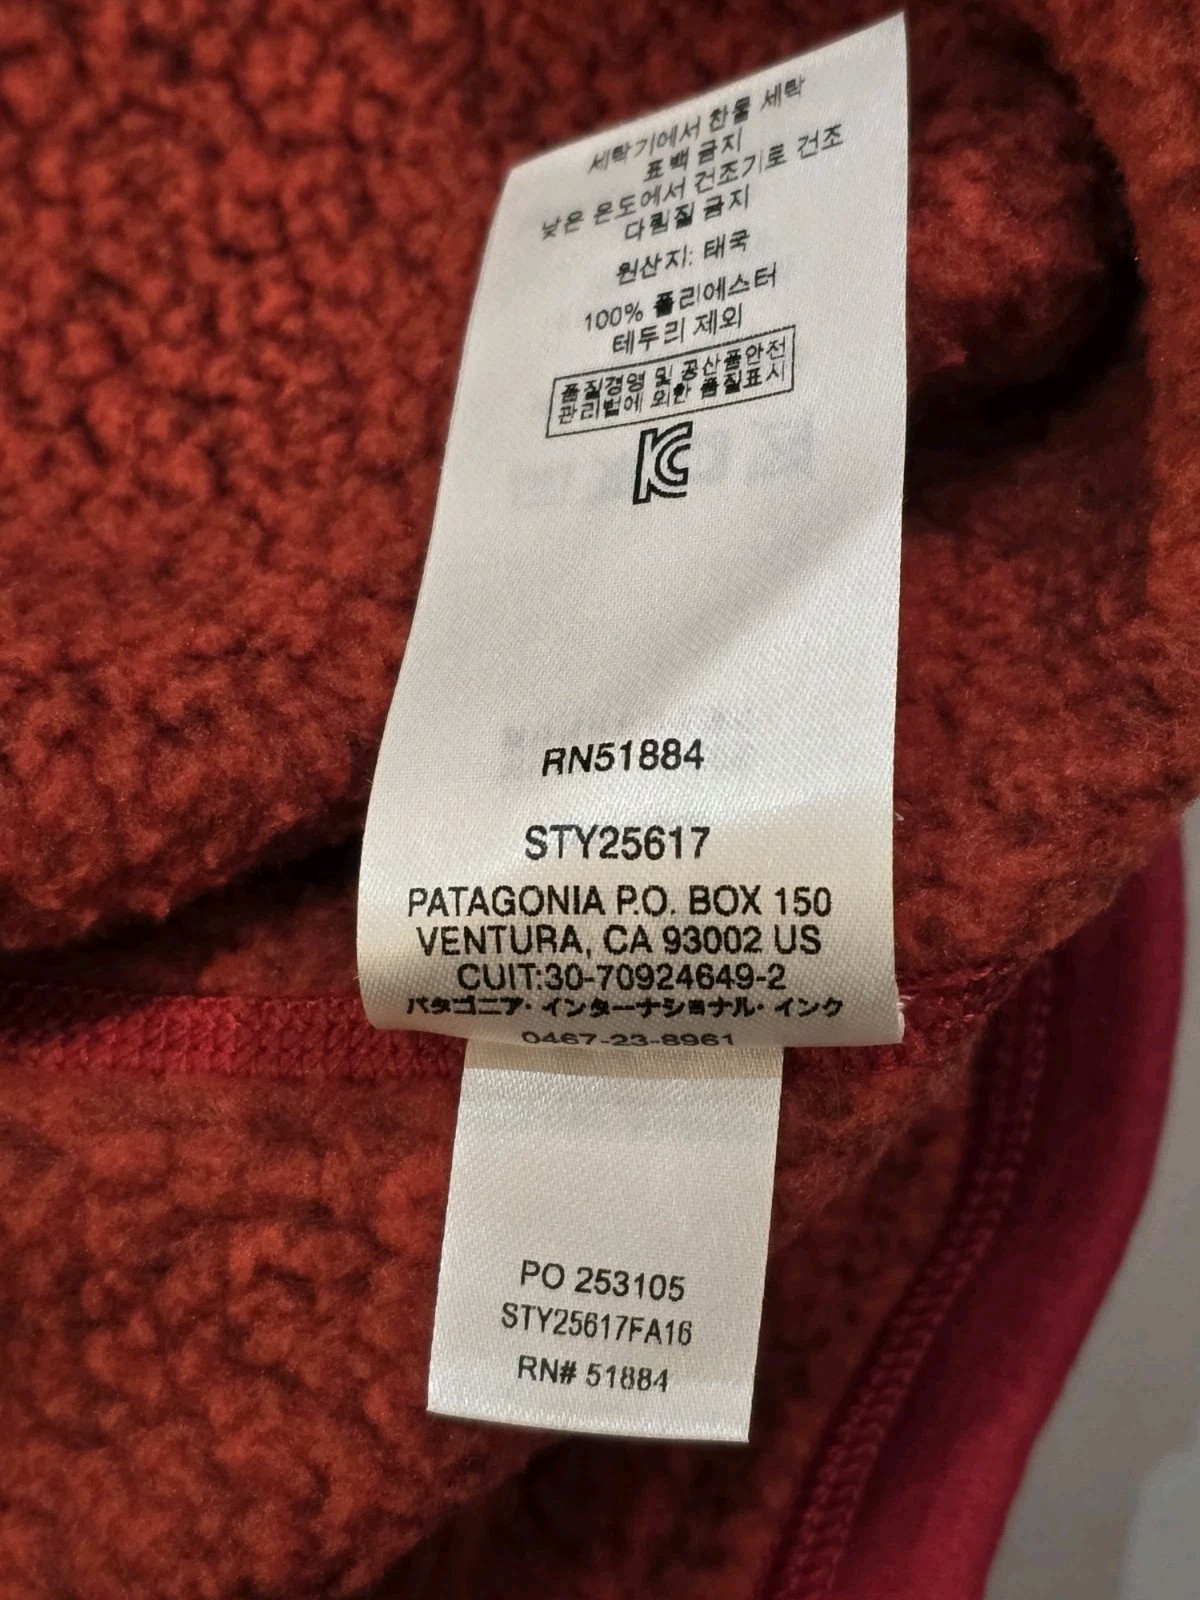 세탁기에서 찬물 세탁
표백 금지
낮은 온도에서 건조기로 건조
다림질 금지
원산지: 태국
100% 폴리에스터
테두리 제외
품질경영 및 공산품안전
관리법에 의한 품질표시
KC
RN51884
STY25617
PATAGONIA P.O. BOX 150
VENTURA, CA 93002 US
CUIT:30-70924649-2
パタゴニア・インターナショナル・インク
0467-23-8961
PO 253105
STY25617FA16
RN# 51884